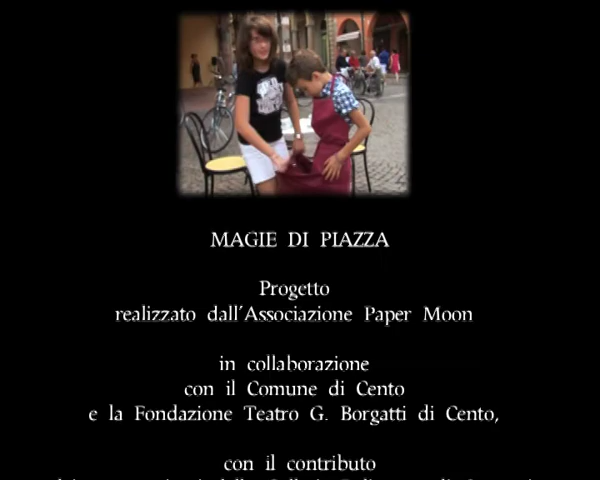 MAGIE DI PIAZZA
Progetto
realizzato dall'Associazione Paper Moon
in collaborazione
con il Comune di Cento
e la Fondazione Teatro G. Borgatti di Cento,
con il contributo